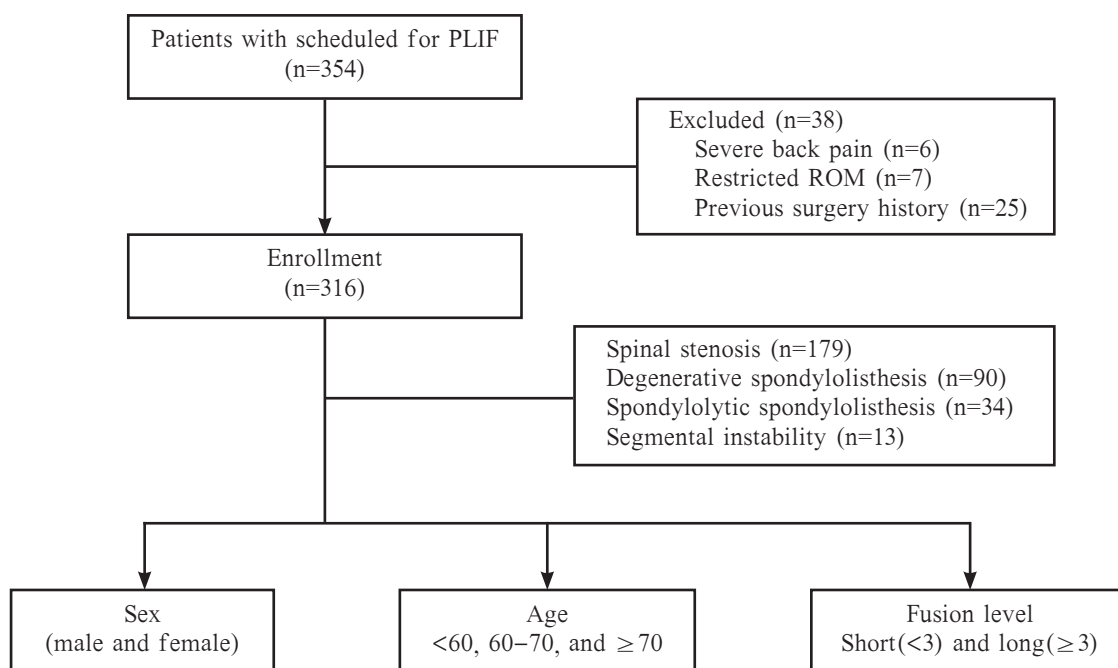 Patients with scheduled for PLIF
(n=354)
Excluded (n=38)
Severe back pain (n=6)
Restricted ROM (n=7)
Previous surgery history (n=25)
Enrollment
(n=316)
Spinal stenosis (n=179)
Degenerative spondylolisthesis (n=90)
Spondylolytic spondylolisthesis (n=34)
Segmental instability (n=13)
Sex
(male and female)
Age
<60, 60–70, and ≥70
Fusion level
Short(<3) and long(≥3)